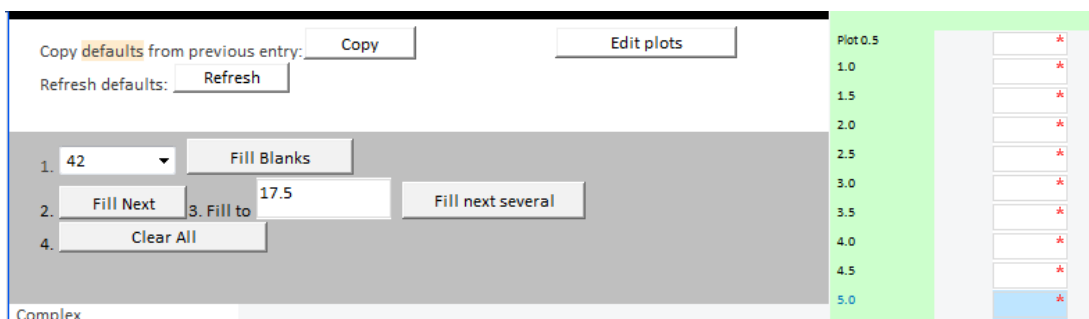 Copy defaults from previous entry: Copy Edit plots
Refresh defaults: Refresh
1. 42 Fill Blanks
2. Fill Next 3. Fill to 17.5 Fill next several
4. Clear All
Complex
Plot 0.5 *
1.0 *
1.5 *
2.0 *
2.5 *
3.0 *
3.5 *
4.0 *
4.5 *
5.0 *